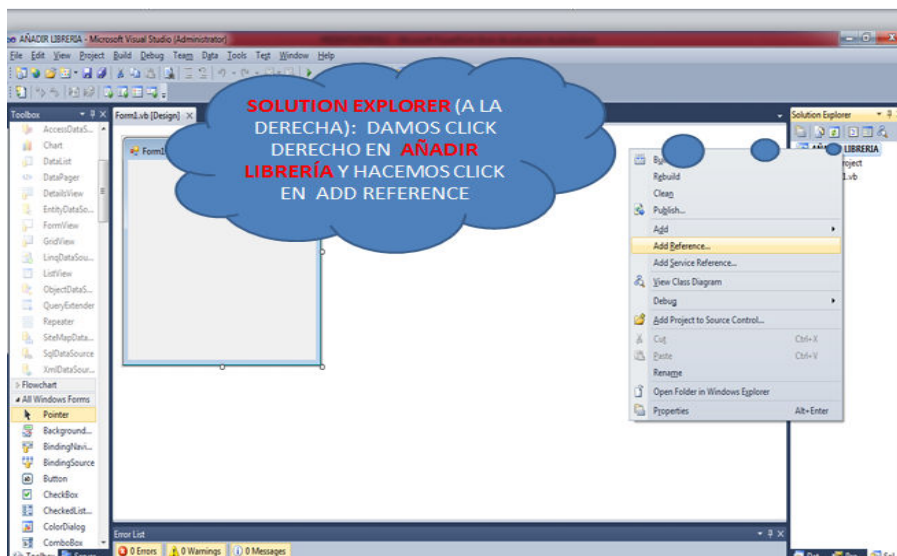 AÑADIR LIBRERIA - Microsoft Visual Studio (Administrator)
File Edit View Project Build Debug Team Data Tools Test Window Help
Toolbox
AccessDataS...
Chart
DataList
DataPager
DetailsView
EntityDataSo...
FormView
GridView
LinqDataSou...
ListView
ObjectDataS...
QueryExtender
Repeater
SiteMapData...
SqlDataSource
XmlDataSour...
Flowchart
All Windows Forms
Pointer
Background...
BindingNavi...
BindingSource
Button
CheckBox
CheckedList...
ColorDialog
ComboBox
Form1.vb [Design]
SOLUTION EXPLORER (A LA
DERECHA): DAMOS CLICK
DERECHO EN AÑADIR
LIBRERÍA Y HACEMOS CLICK
EN ADD REFERENCE
Rebuild
Clean
Publish...
Add
Add Reference...
Add Service Reference...
View Class Diagram
Debug
Add Project to Source Control...
Cut Ctrl+X
Paste Ctrl+V
Rename
Open Folder in Windows Explorer
Properties Alt+Enter
Solution Explorer
LIBRERIA
Error List
0 Errors 0 Warnings 0 Messages